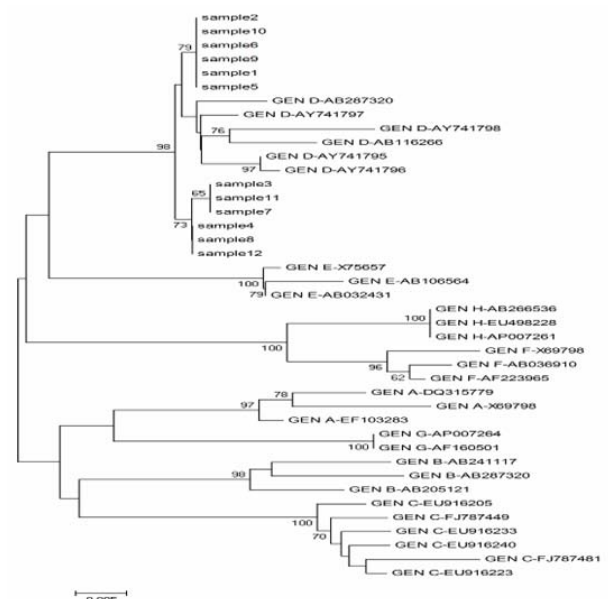 sample2
sample10
sample6
79
sample9
sample1
sample5
GEN D-AB287320
GEN D-AY741797
GEN D-AY741798
76
GEN D-AB116266
98
GEN D-AY741795
97
GEN D-AY741796
sample3
65
sample11
sample7
73
sample4
sample8
sample12
GEN E-X75657
100
GEN E-AB106564
79
GEN E-AB032431
GEN H-AB266536
100
GEN H-EU498228
GEN H-AP007261
100
GEN F-X69798
96
GEN F-AB036910
62
GEN F-AF223965
78
GEN A-DQ315779
97
GEN A-X69798
GEN A-EF103283
GEN G-AP007264
100
GEN G-AF160501
GEN B-AB241117
98
GEN B-AB287320
GEN B-AB205121
GEN C-EU916205
100
GEN C-FJ787449
70
GEN C-EU916233
GEN C-EU916240
GEN C-FJ787481
GEN C-EU916223